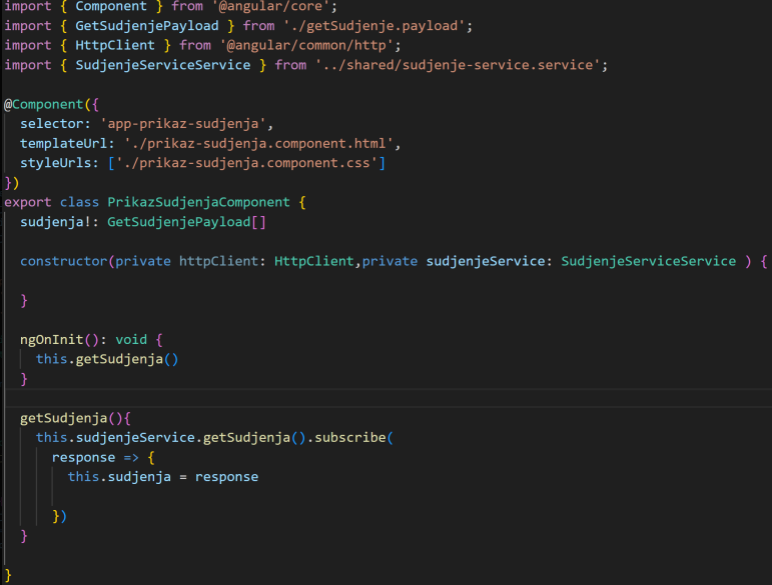 import { Component } from '@angular/core';
import { GetSudjenjePayload } from './getSudjenje.payload';
import { HttpClient } from '@angular/common/http';
import { SudjenjeServiceService } from '../shared/sudjenje-service.service';
@Component({
  selector: 'app-prikaz-sudjenja',
  templateUrl: './prikaz-sudjenja.component.html',
  styleUrls: ['./prikaz-sudjenja.component.css']
})
export class PrikazSudjenjaComponent {
  sudjenja!: GetSudjenjePayload[]
  constructor(private httpClient: HttpClient,private sudjenjeService: SudjenjeServiceService ) {
  }
  ngOnInit(): void {
    this.getSudjenja()
  }
  getSudjenja(){
    this.sudjenjeService.getSudjenja().subscribe(
      response => {
        this.sudjenja = response
      })
  }
}